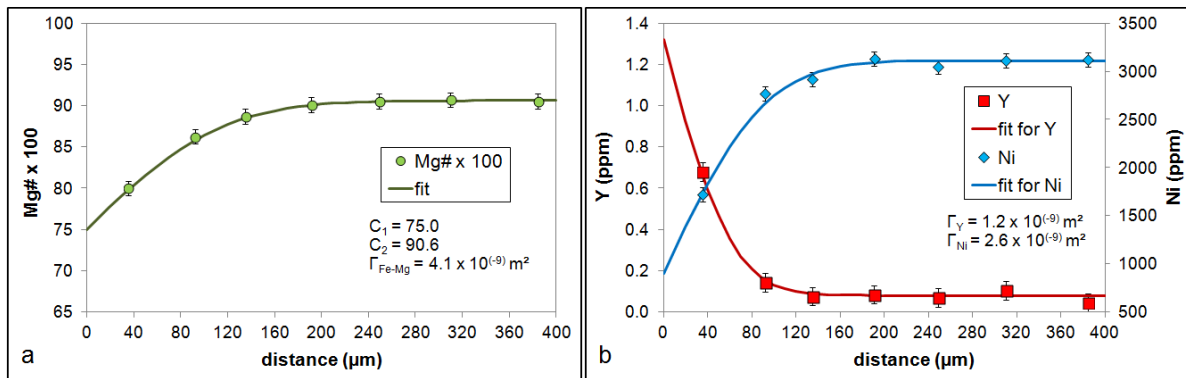 100
95
90
85
80
75
70
65
Mg# x 100
0 40 80 120 160 200 240 280 320 360 400
distance (µm)
a
Mg# x 100
fit
C₁ = 75.0
C₂ = 90.6
Γ_Fe-Mg = 4.1 x 10⁽⁻⁹⁾ m²
1.4
1.2
1.0
0.8
0.6
0.4
0.2
0.0
Y (ppm)
0 40 80 120 160 200 240 280 320 360 400
distance (µm)
b
3500
3000
2500
2000
1500
1000
500
Ni (ppm)
Y
fit for Y
Ni
fit for Ni
Γ_Y = 1.2 x 10⁽⁻⁹⁾ m²
Γ_Ni = 2.6 x 10⁽⁻⁹⁾ m²